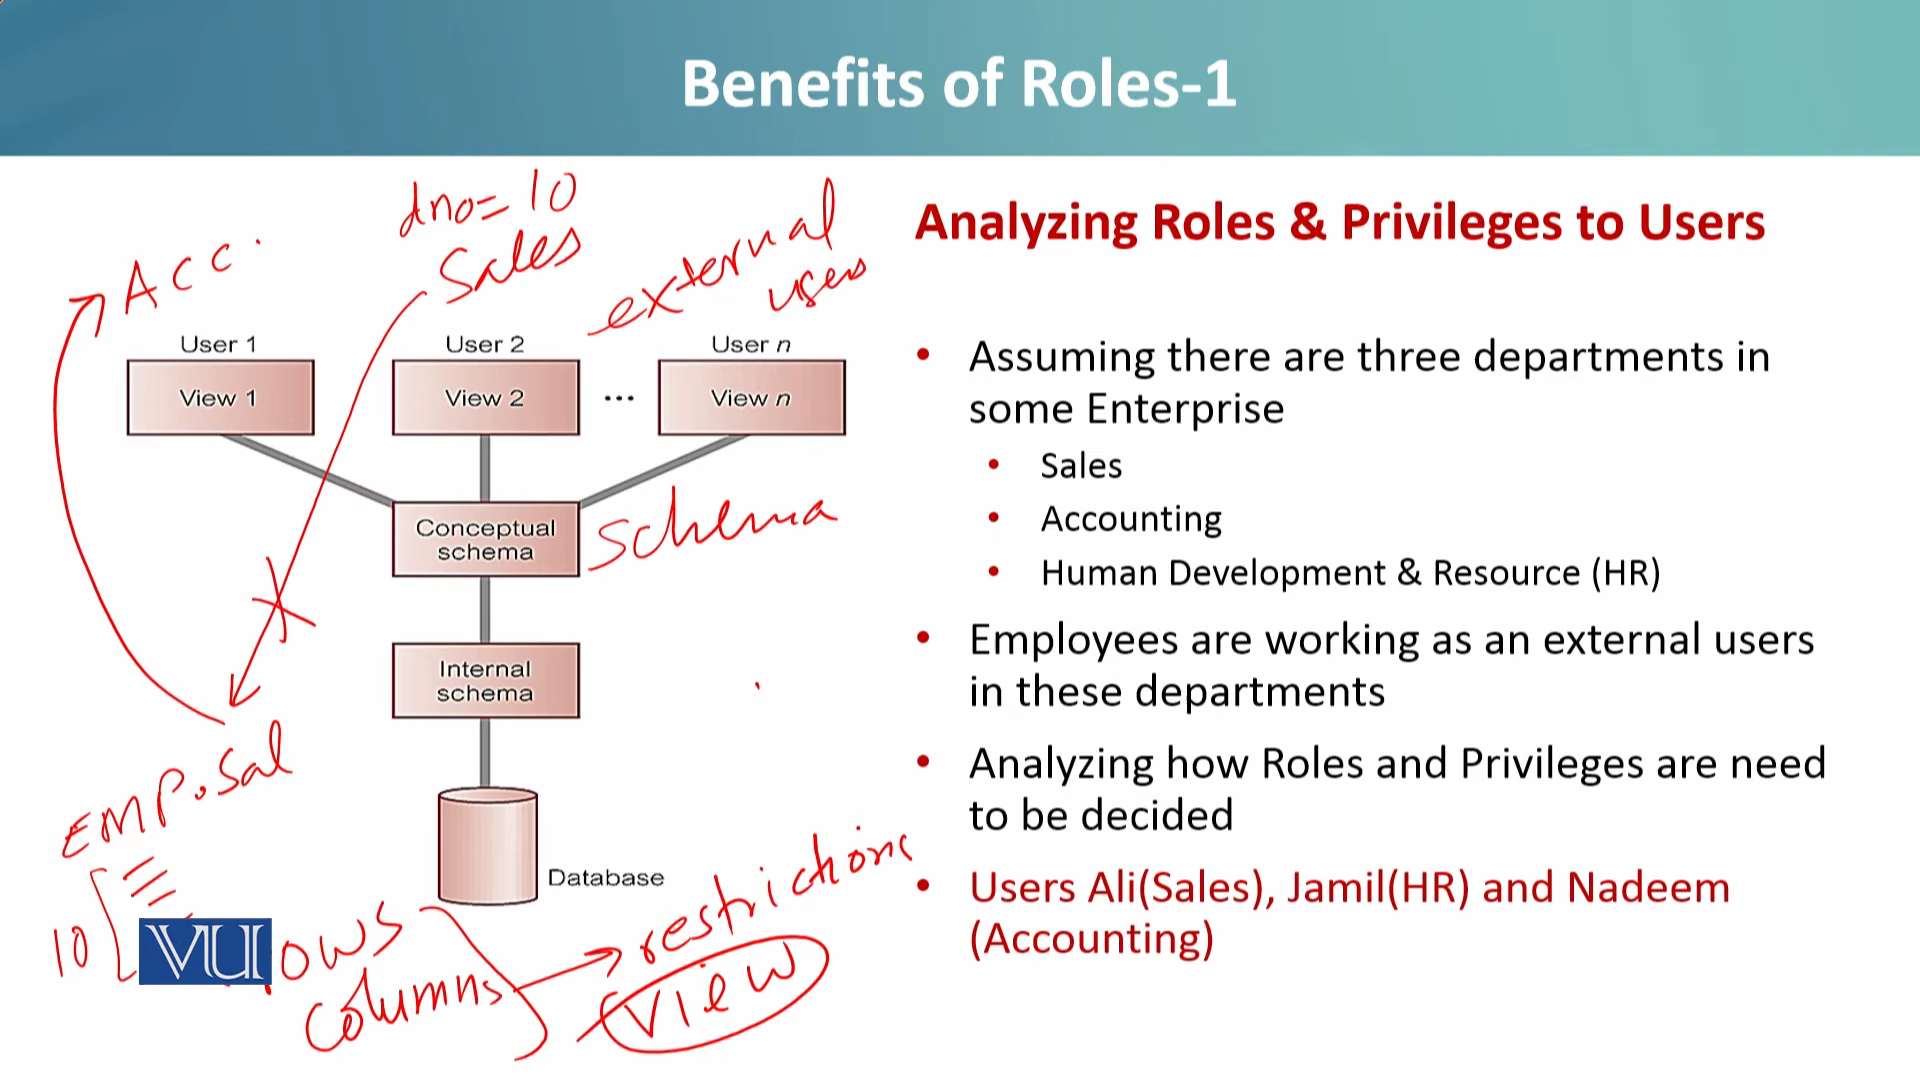 Benefits of Roles-1
dno= 10
Sales
Acc.
external
users
User 1
User 2
User n
View 1
View 2
...
View n
Conceptual
schema
schema
Internal
schema
EMP.Sal
Database
10
rows
columns
restrictions
view
VU
Analyzing Roles & Privileges to Users
• Assuming there are three departments in
some Enterprise
• Sales
• Accounting
• Human Development & Resource (HR)
• Employees are working as an external users
in these departments
• Analyzing how Roles and Privileges are need
to be decided
• Users Ali(Sales), Jamil(HR) and Nadeem
(Accounting)